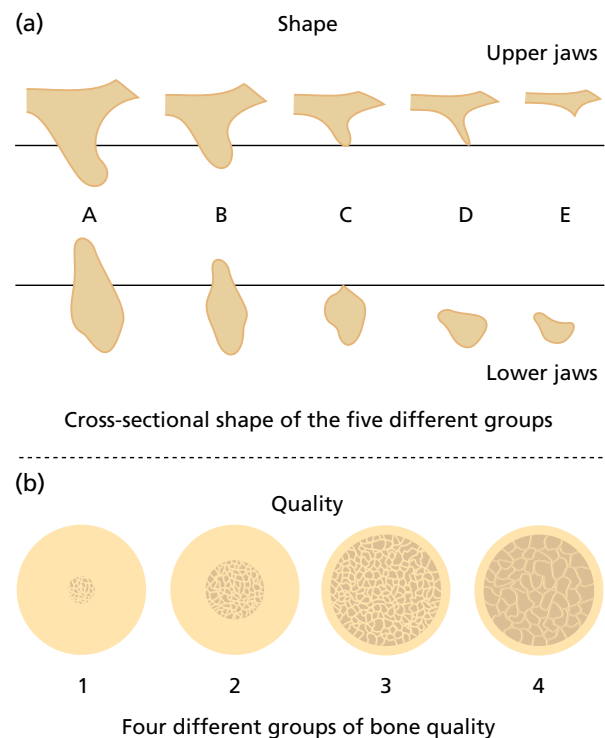 (a)
Shape
Upper jaws
A B C D E
Lower jaws
Cross-sectional shape of the five different groups
(b)
Quality
1 2 3 4
Four different groups of bone quality